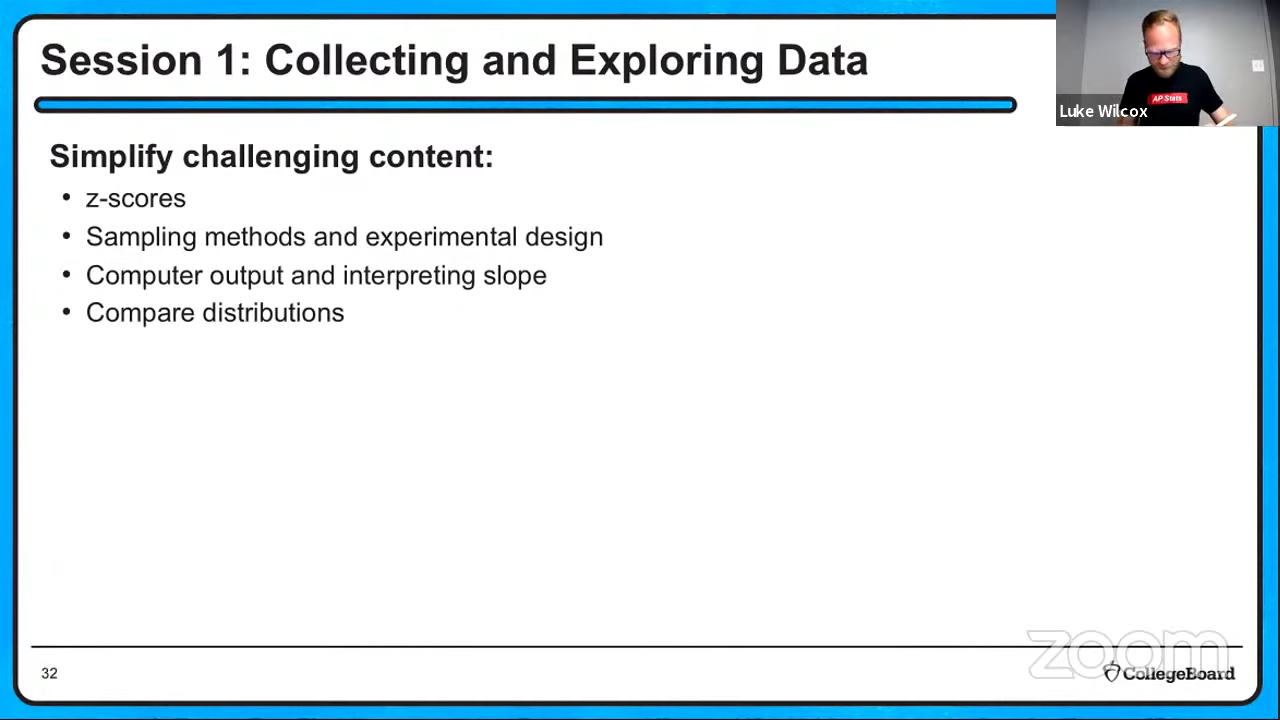 Session 1: Collecting and Exploring Data
AP Stats
Luke Wilcox
Simplify challenging content:
• z-scores
• Sampling methods and experimental design
• Computer output and interpreting slope
• Compare distributions
zoom
32
CollegeBoard